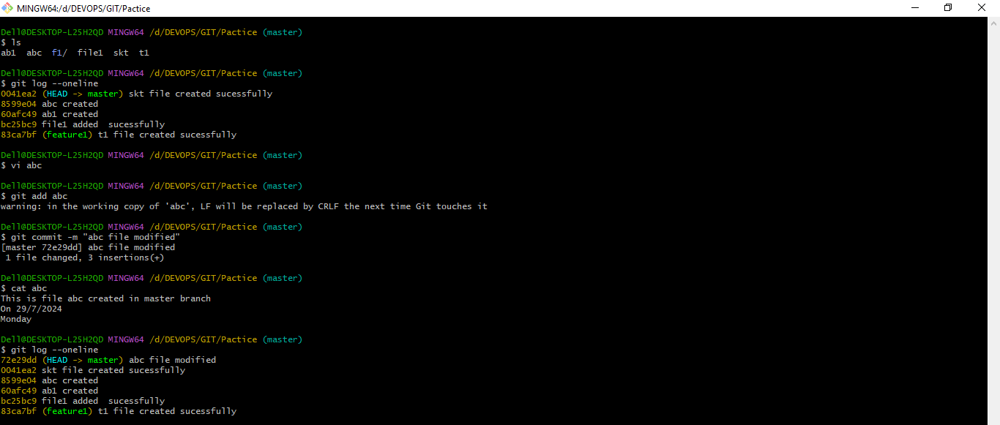 MINGW64:/d/DEVOPS/GIT/Pactice
Dell@DESKTOP-L25H2QD MINGW64 /d/DEVOPS/GIT/Pactice (master)
$ ls
ab1  abc  f1/  file1  skt  t1
Dell@DESKTOP-L25H2QD MINGW64 /d/DEVOPS/GIT/Pactice (master)
$ git log --oneline
0041ea2 (HEAD -> master) skt file created sucessfully
8599e04 abc created
60afc49 ab1 created
bc25bc9 file1 added  sucessfully
83ca7bf (feature1) t1 file created sucessfully
Dell@DESKTOP-L25H2QD MINGW64 /d/DEVOPS/GIT/Pactice (master)
$ vi abc
Dell@DESKTOP-L25H2QD MINGW64 /d/DEVOPS/GIT/Pactice (master)
$ git add abc
warning: in the working copy of 'abc', LF will be replaced by CRLF the next time Git touches it
Dell@DESKTOP-L25H2QD MINGW64 /d/DEVOPS/GIT/Pactice (master)
$ git commit -m "abc file modified"
[master 72e29dd] abc file modified
 1 file changed, 3 insertions(+)
Dell@DESKTOP-L25H2QD MINGW64 /d/DEVOPS/GIT/Pactice (master)
$ cat abc
This is file abc created in master branch
On 29/7/2024
Monday
Dell@DESKTOP-L25H2QD MINGW64 /d/DEVOPS/GIT/Pactice (master)
$ git log --oneline
72e29dd (HEAD -> master) abc file modified
0041ea2 skt file created sucessfully
8599e04 abc created
60afc49 ab1 created
bc25bc9 file1 added  sucessfully
83ca7bf (feature1) t1 file created sucessfully